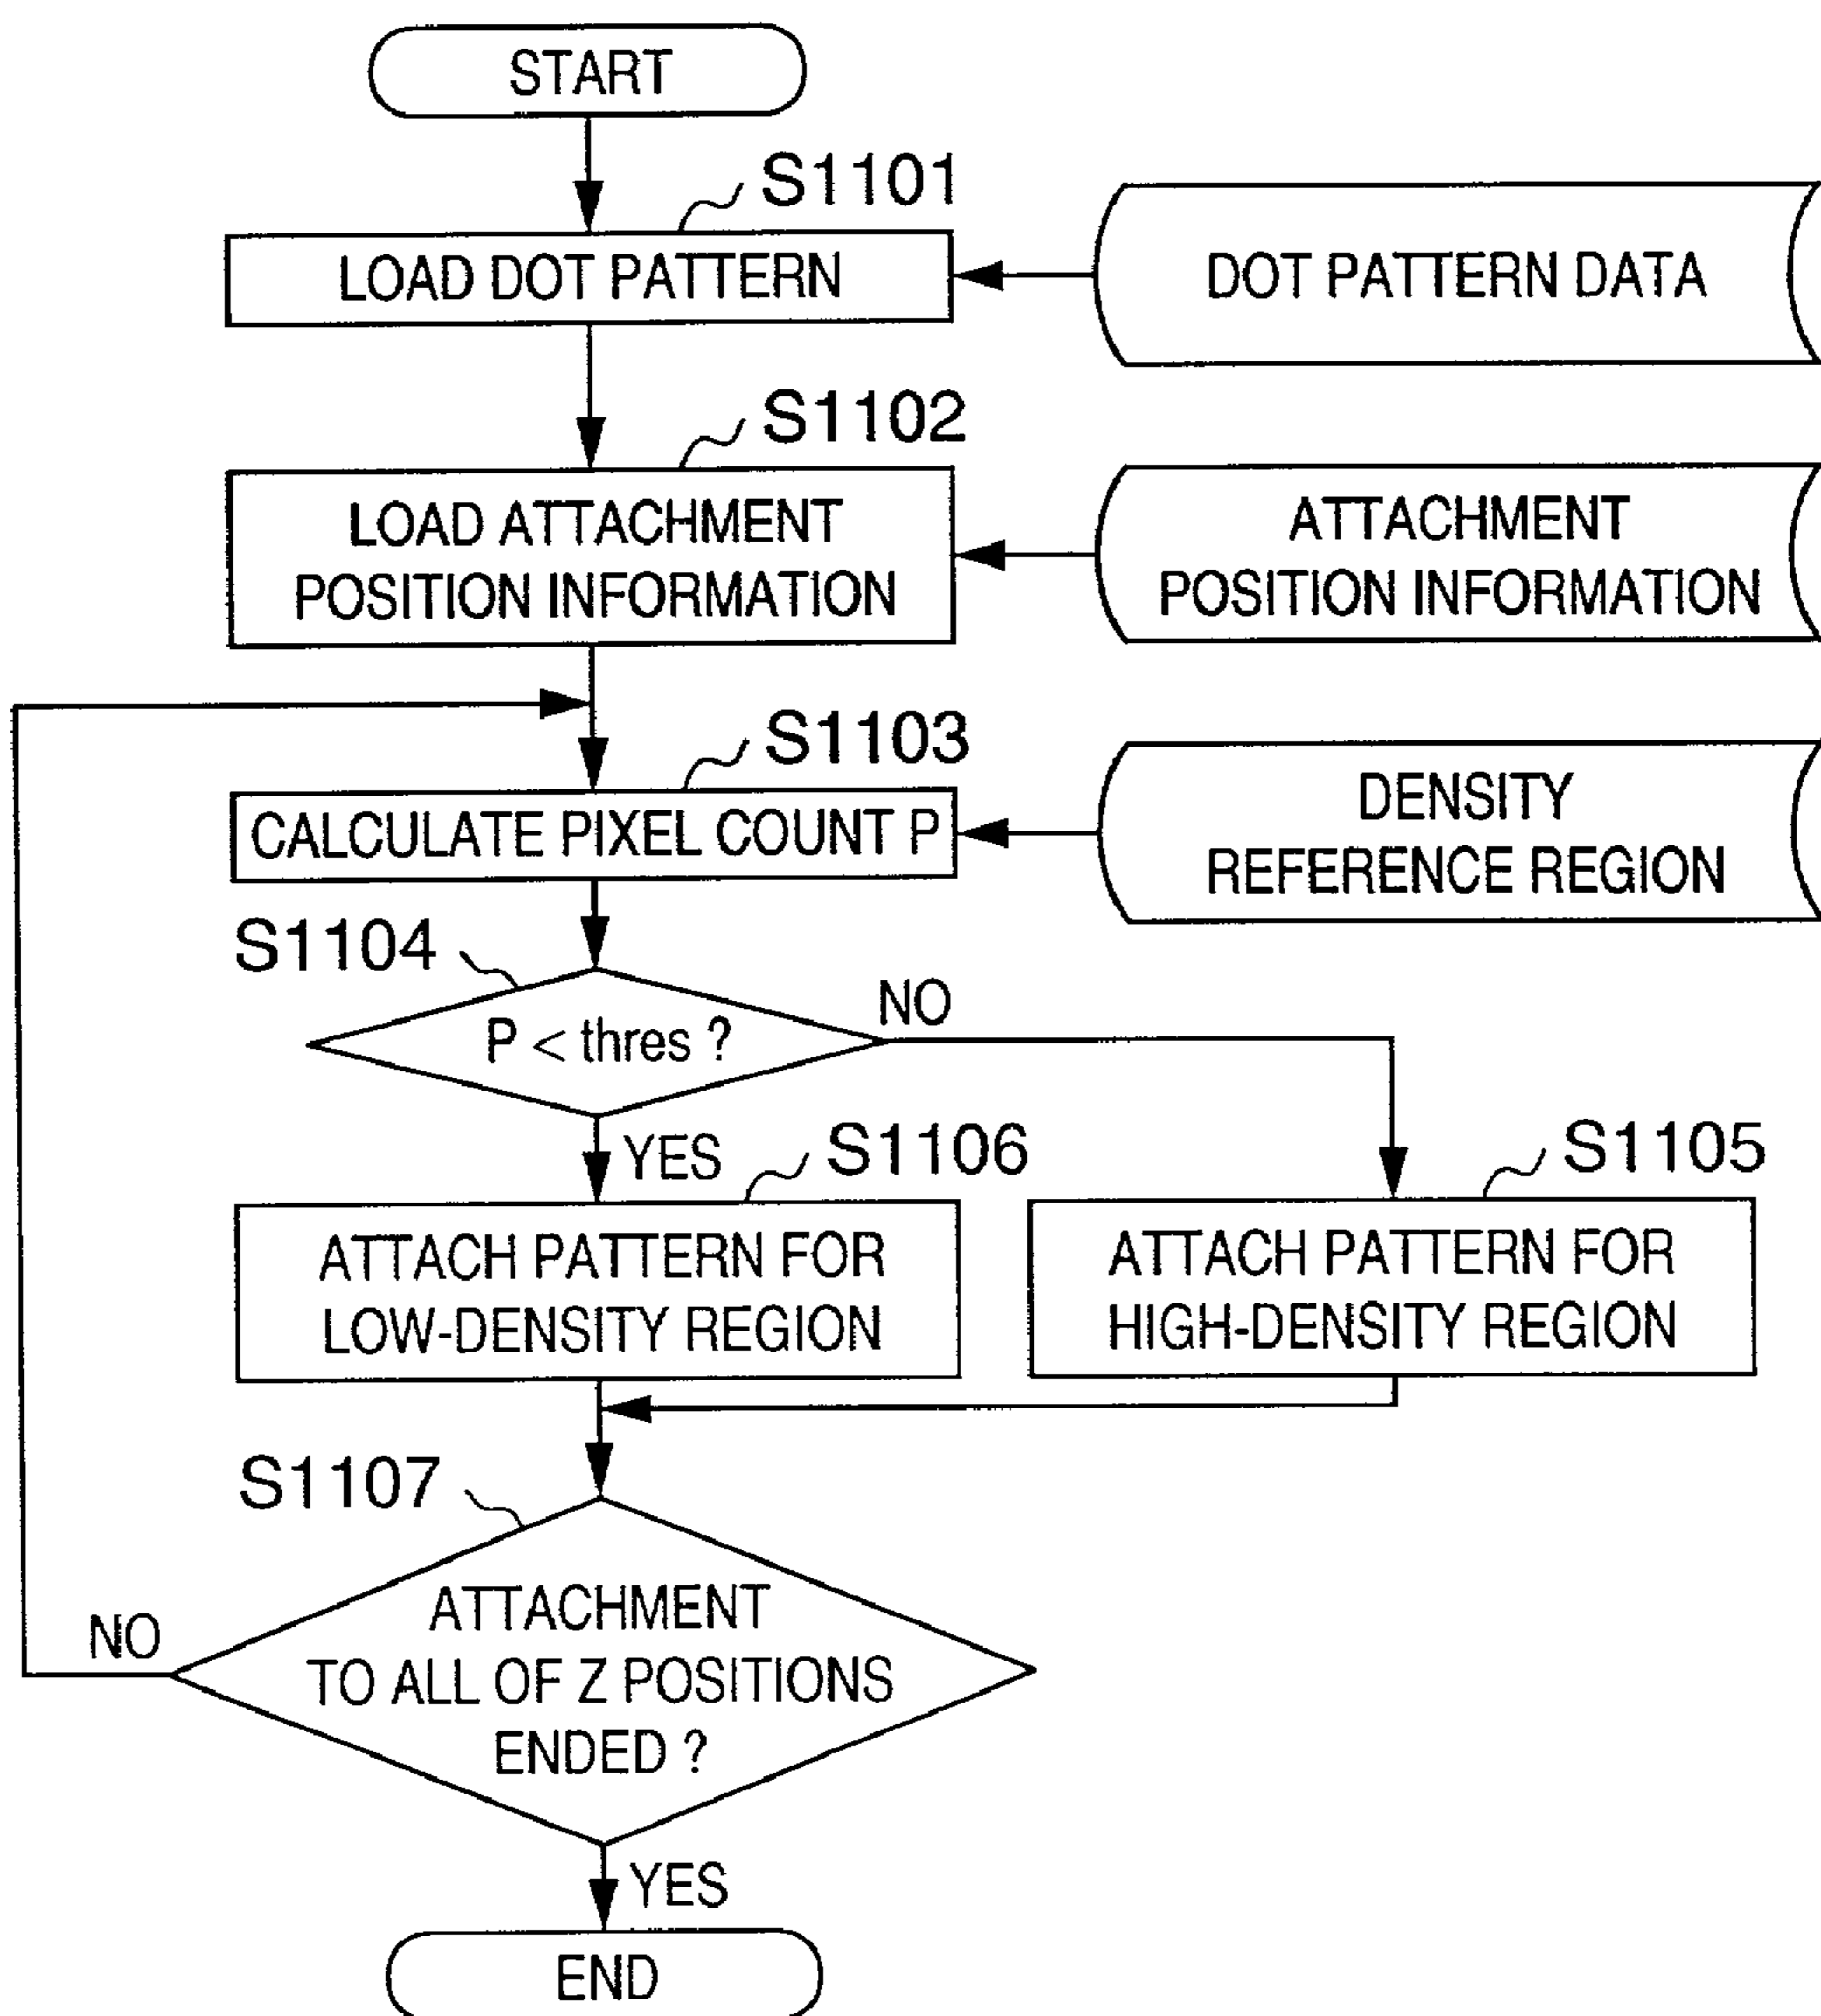 START
S1101
LOAD DOT PATTERN
DOT PATTERN DATA
S1102
LOAD ATTACHMENT
POSITION INFORMATION
ATTACHMENT
POSITION INFORMATION
S1103
CALCULATE PIXEL COUNT P
DENSITY
REFERENCE REGION
S1104
P < thres ?
NO
YES
S1106
ATTACH PATTERN FOR
LOW-DENSITY REGION
S1105
ATTACH PATTERN FOR
HIGH-DENSITY REGION
S1107
ATTACHMENT
TO ALL OF Z POSITIONS
ENDED ?
NO
YES
END